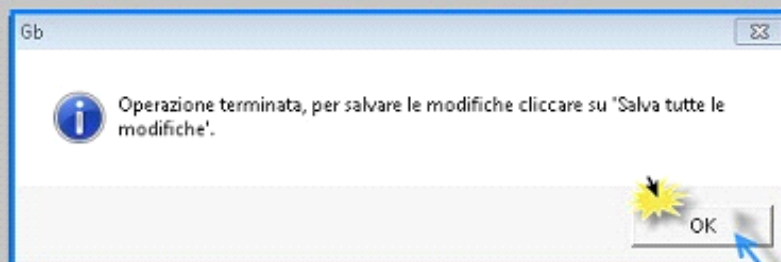 Gb
Operazione terminata, per salvare le modifiche cliccare su 'Salva tutte le
modifiche'.
OK